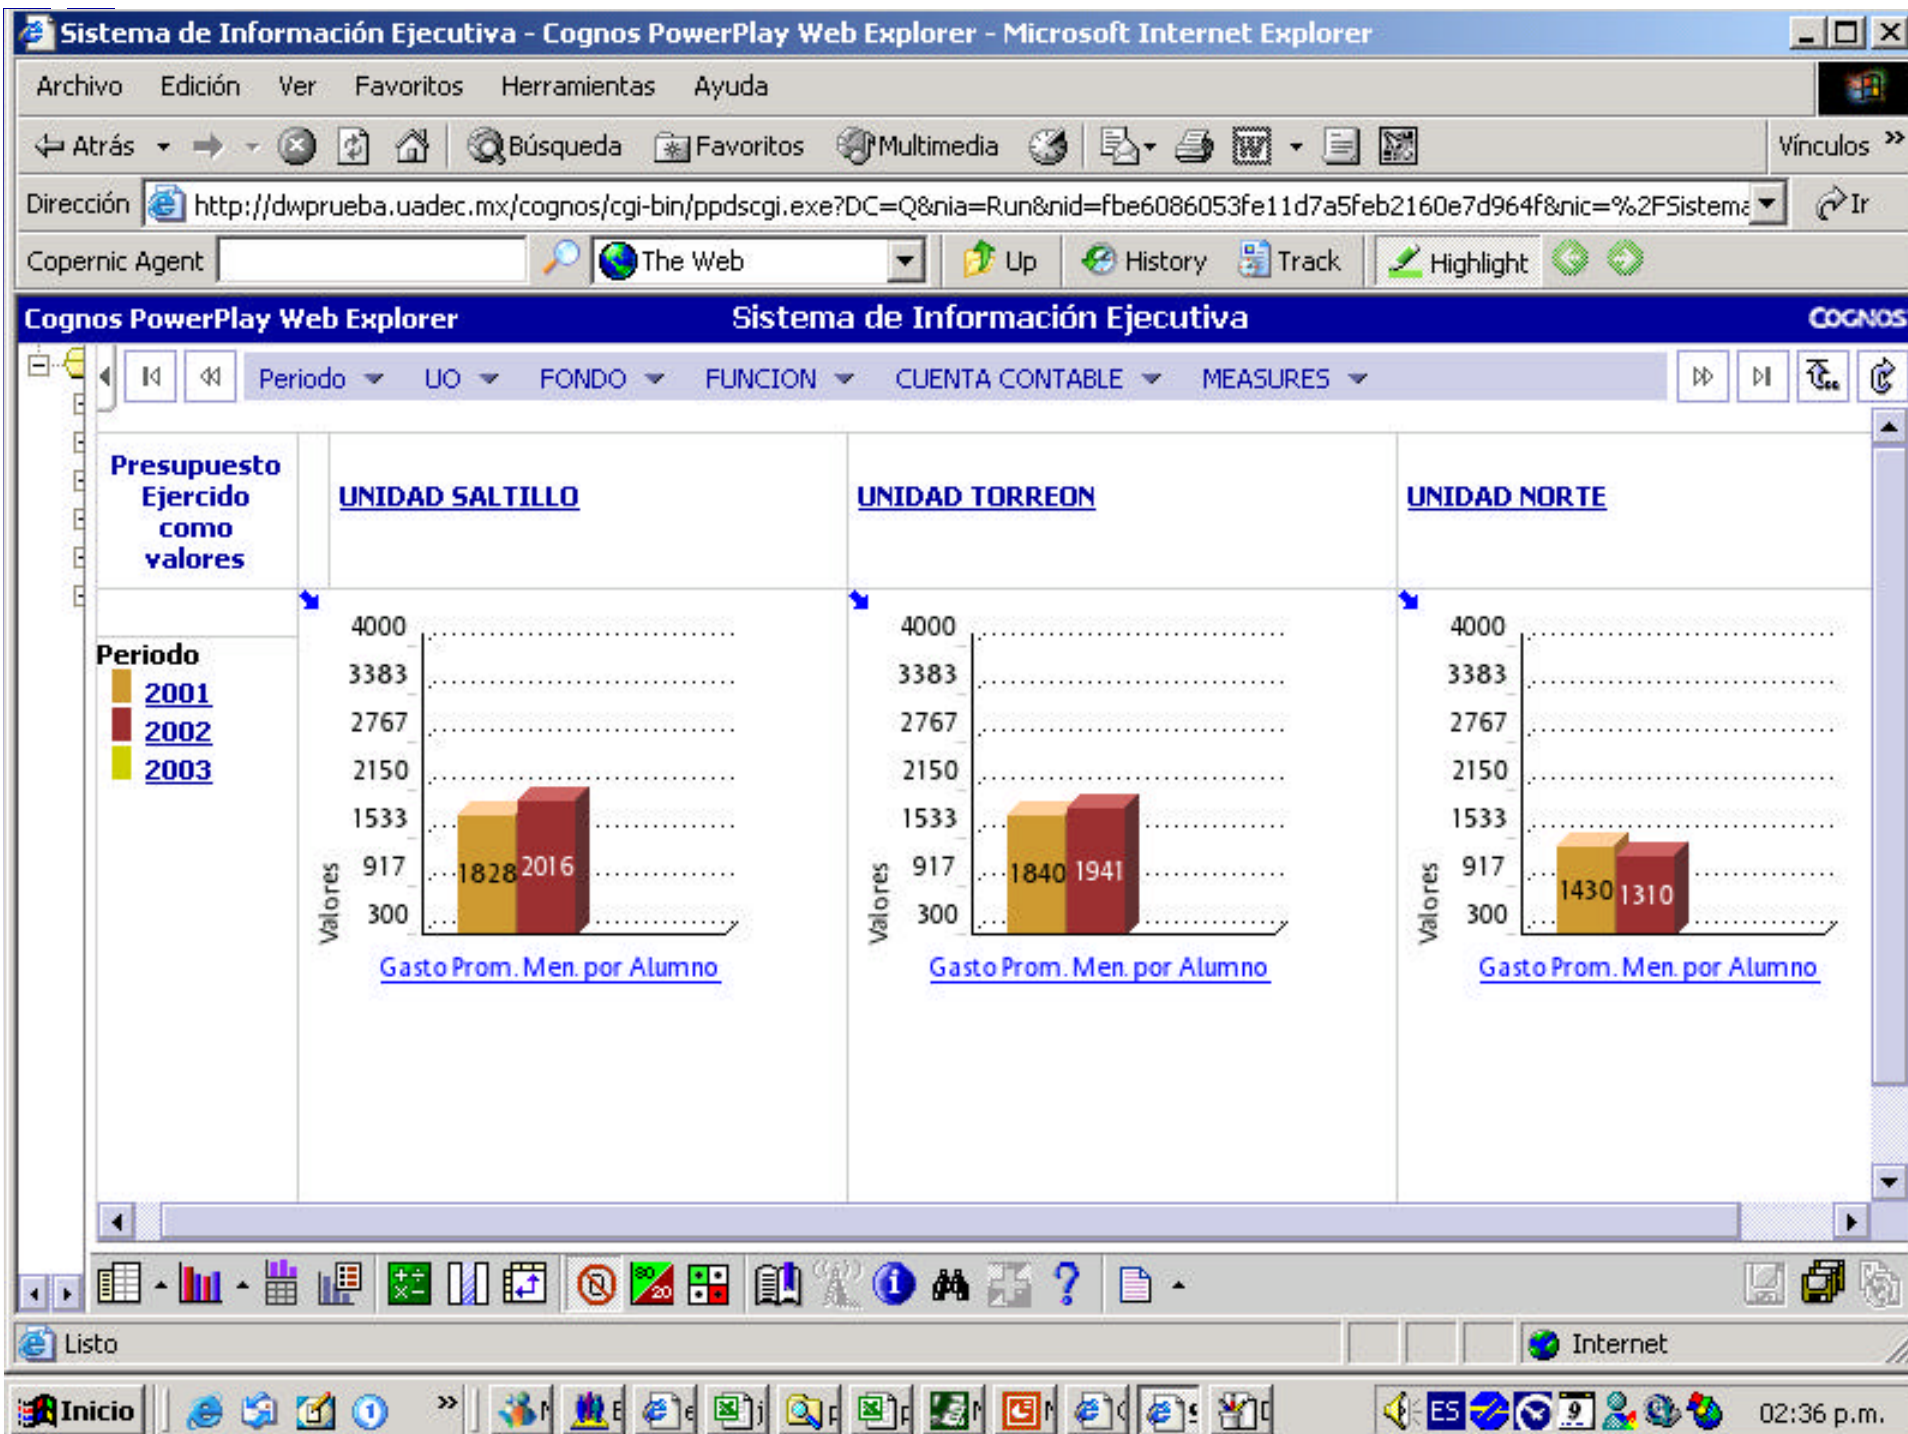 Sistema de Información Ejecutiva - Cognos PowerPlay Web Explorer - Microsoft Internet Explorer
Archivo Edición Ver Favoritos Herramientas Ayuda
Atrás Búsqueda Favoritos Multimedia Vínculos »
Dirección http://dwprueba.uadec.mx/cognos/cgi-bin/ppdscgi.exe?DC=Q&nia=Run&nid=fbe6086053fe11d7a5feb2160e7d964f&nic=%2FSistema Ir
Copernic Agent The Web Up History Track Highlight
Cognos PowerPlay Web Explorer Sistema de Información Ejecutiva COGNOS
Periodo UO FONDO FUNCION CUENTA CONTABLE MEASURES
Presupuesto
Ejercido
como
valores
UNIDAD SALTILLO UNIDAD TORREON UNIDAD NORTE
Periodo
2001
2002
2003
4000
3383
2767
2150
1533
917
300
Valores
1828 2016
Gasto Prom. Men. por Alumno
4000
3383
2767
2150
1533
917
300
Valores
1840 1941
Gasto Prom. Men. por Alumno
4000
3383
2767
2150
1533
917
300
Valores
1430 1310
Gasto Prom. Men. por Alumno
80
20
Listo Internet
Inicio » ES 9 02:36 p.m.